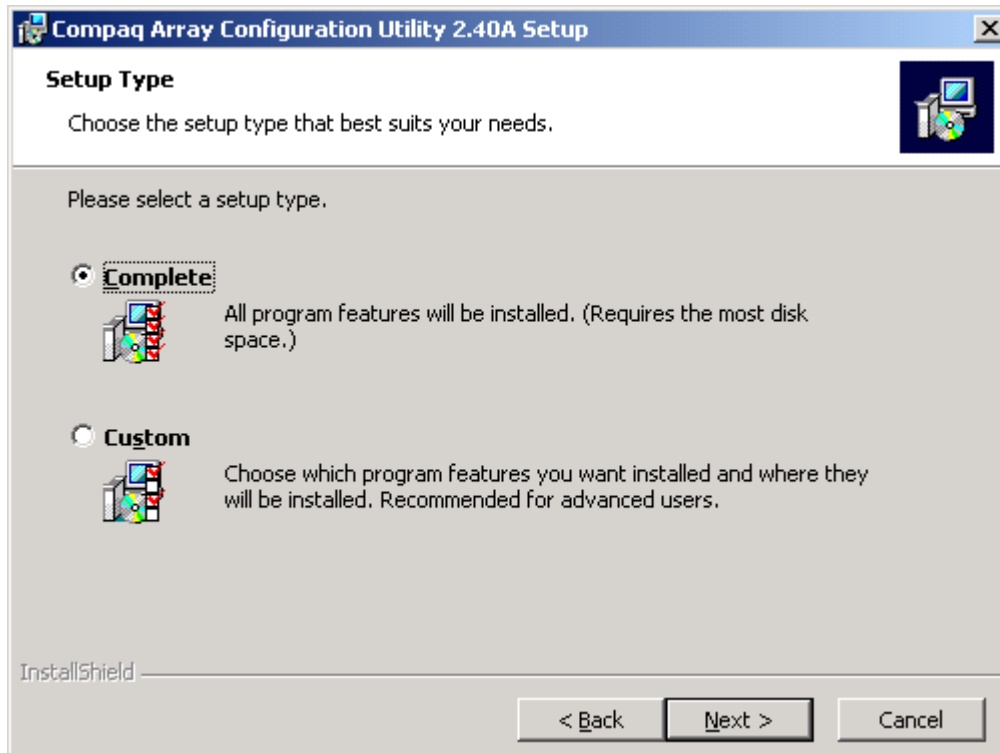 Compaq Array Configuration Utility 2.40A Setup
Setup Type
Choose the setup type that best suits your needs.
Please select a setup type.
Complete
All program features will be installed. (Requires the most disk
space.)
Custom
Choose which program features you want installed and where they
will be installed. Recommended for advanced users.
InstallShield
< Back
Next >
Cancel